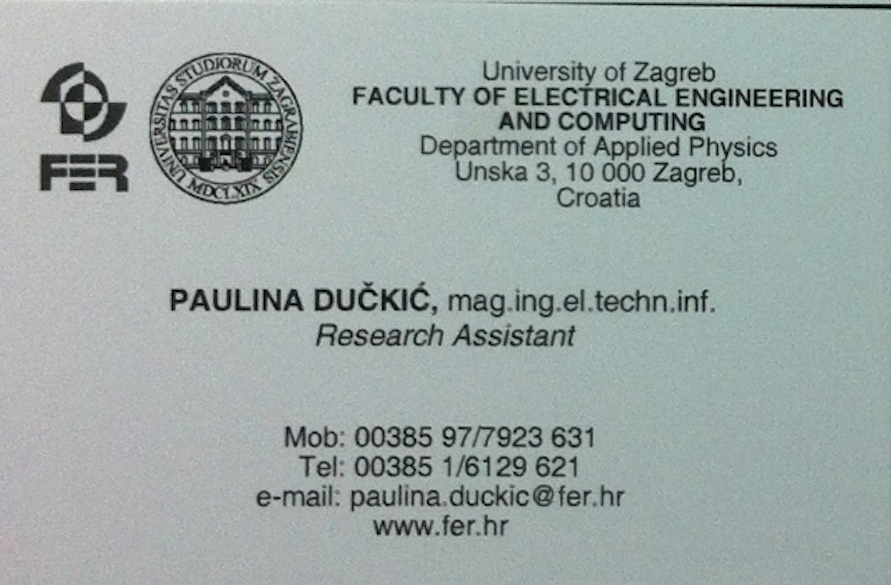 FER
UNIVERSITAS STUDIORUM ZAGRABIENSIS
MDCLXIX
University of Zagreb
FACULTY OF ELECTRICAL ENGINEERING
AND COMPUTING
Department of Applied Physics
Unska 3, 10 000 Zagreb,
Croatia
PAULINA DUČKIĆ, mag.ing.el.techn.inf.
Research Assistant
Mob: 00385 97/7923 631
Tel: 00385 1/6129 621
e-mail: paulina.duckic@fer.hr
www.fer.hr